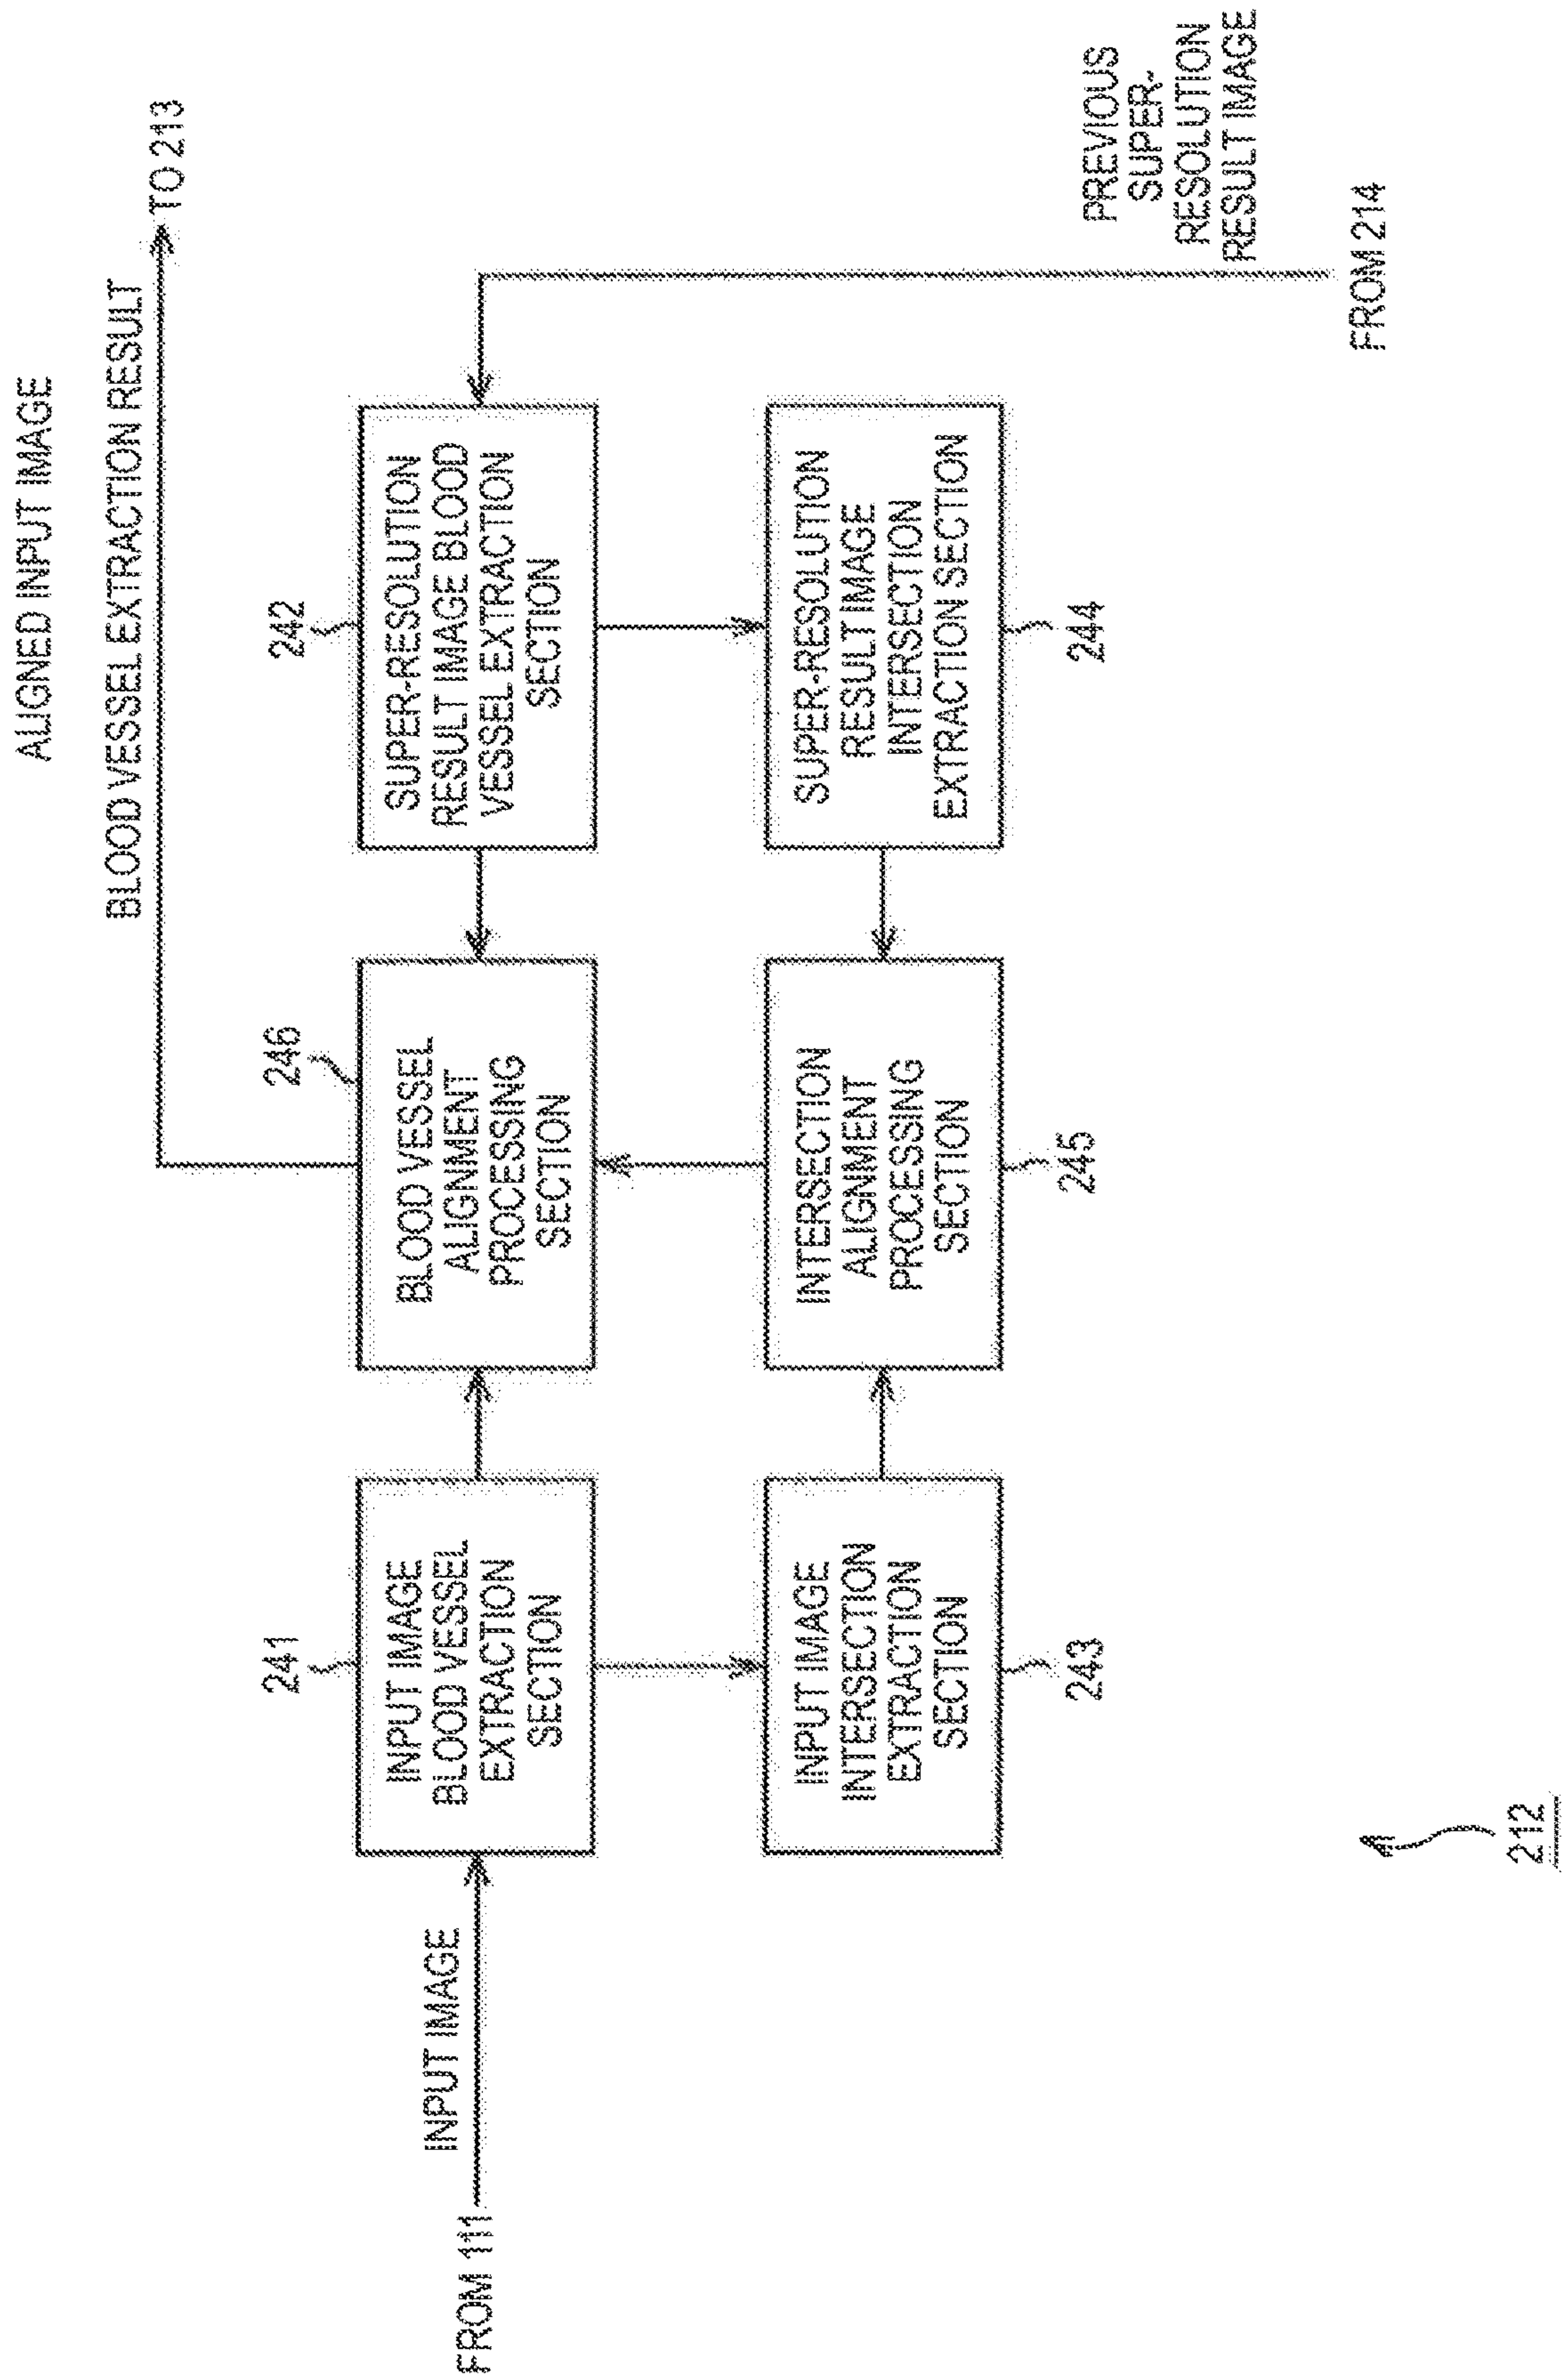 ALIGNED INPUT IMAGE
BLOOD VESSEL EXTRACTION RESULT
TO 213
241
246
242
FROM 111
INPUT IMAGE
INPUT IMAGE
BLOOD VESSEL
EXTRACTION
SECTION
BLOOD VESSEL
ALIGNMENT
PROCESSING
SECTION
SUPER-RESOLUTION
RESULT IMAGE BLOOD
VESSEL EXTRACTION
SECTION
INPUT IMAGE
INTERSECTION
EXTRACTION
SECTION
INTERSECTION
ALIGNMENT
PROCESSING
SECTION
SUPER-RESOLUTION
RESULT IMAGE
INTERSECTION
EXTRACTION SECTION
243
245
244
PREVIOUS
SUPER-
RESOLUTION
RESULT IMAGE
FROM 214
212